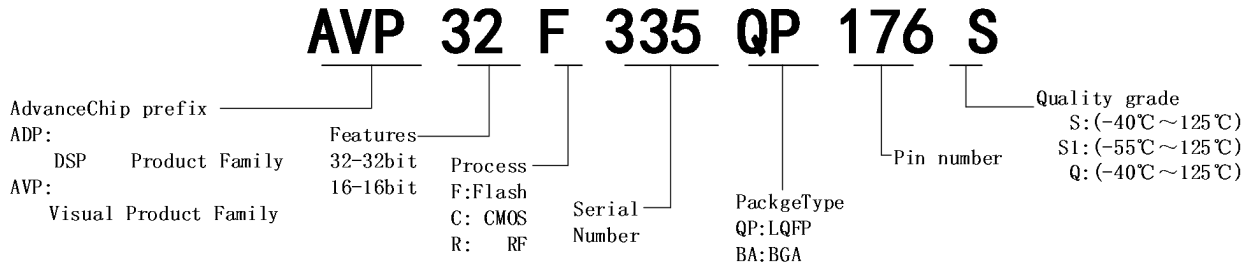 AVP 32 F 335 QP 176 S
AdvanceChip prefix
ADP:
DSP Product Family
AVP:
Visual Product Family
Features
32-32bit
16-16bit
Process
F:Flash
C: CMOS
R: RF
Serial
Number
PackgeType
QP:LQFP
BA:BGA
Pin number
Quality grade
S:(-40℃～125℃)
S1:(-55℃～125℃)
Q:(-40℃～125℃)